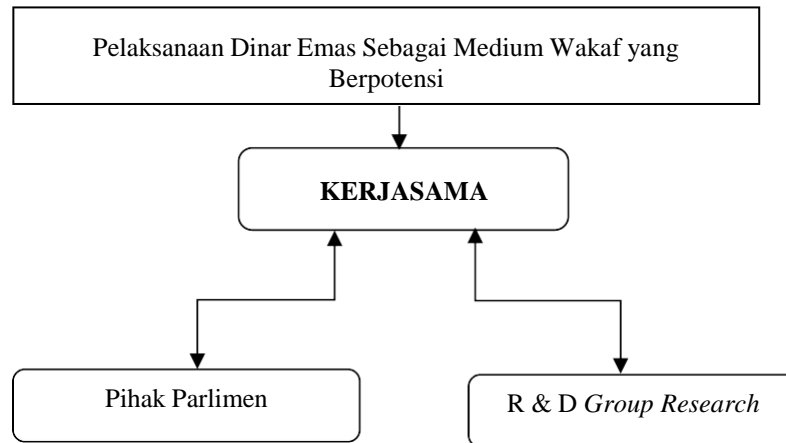 Pelaksanaan Dinar Emas Sebagai Medium Wakaf yang
Berpotensi
KERJASAMA
Pihak Parlimen
R & D Group Research